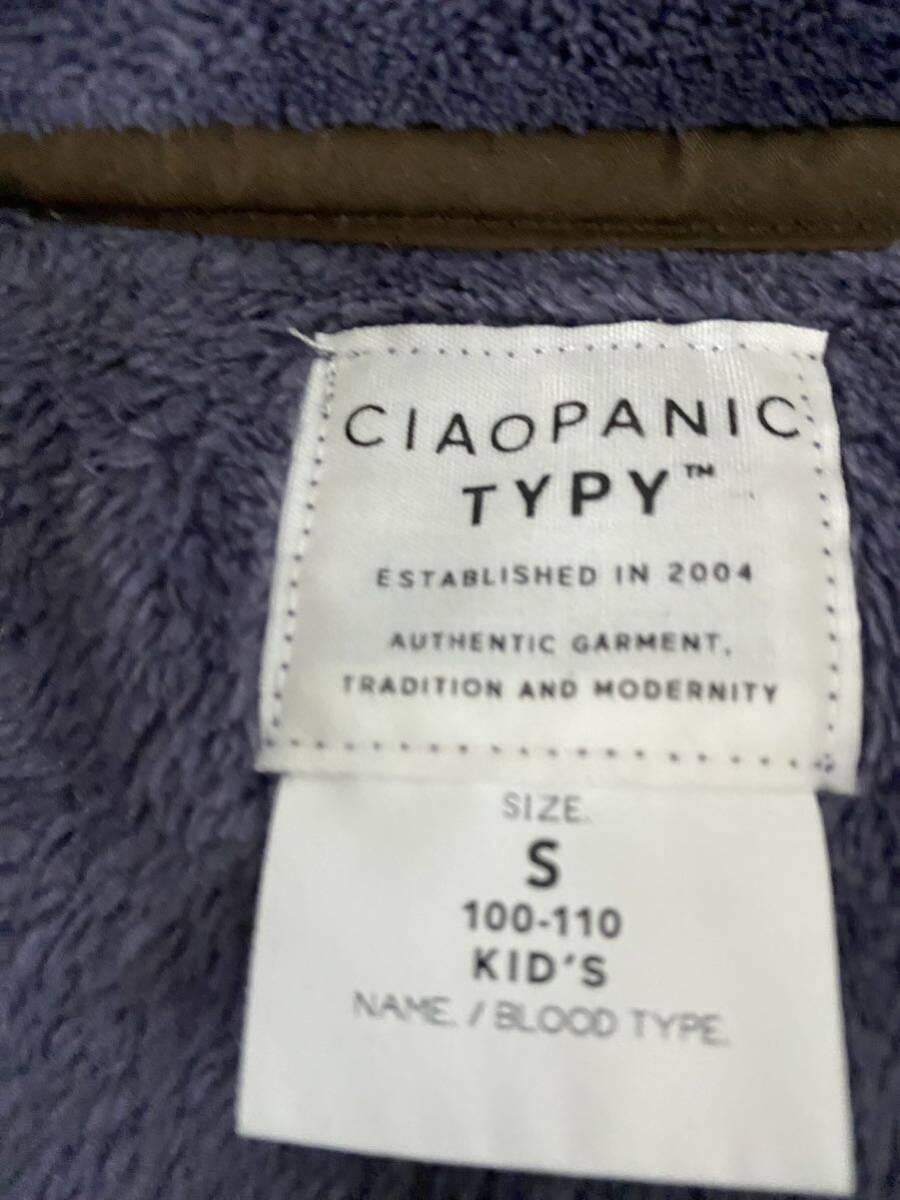 CIAOPANIC
TYPY™
ESTABLISHED IN 2004
AUTHENTIC GARMENT,
TRADITION AND MODERNITY
SIZE.
S
100-110
KID'S
NAME. / BLOOD TYPE.